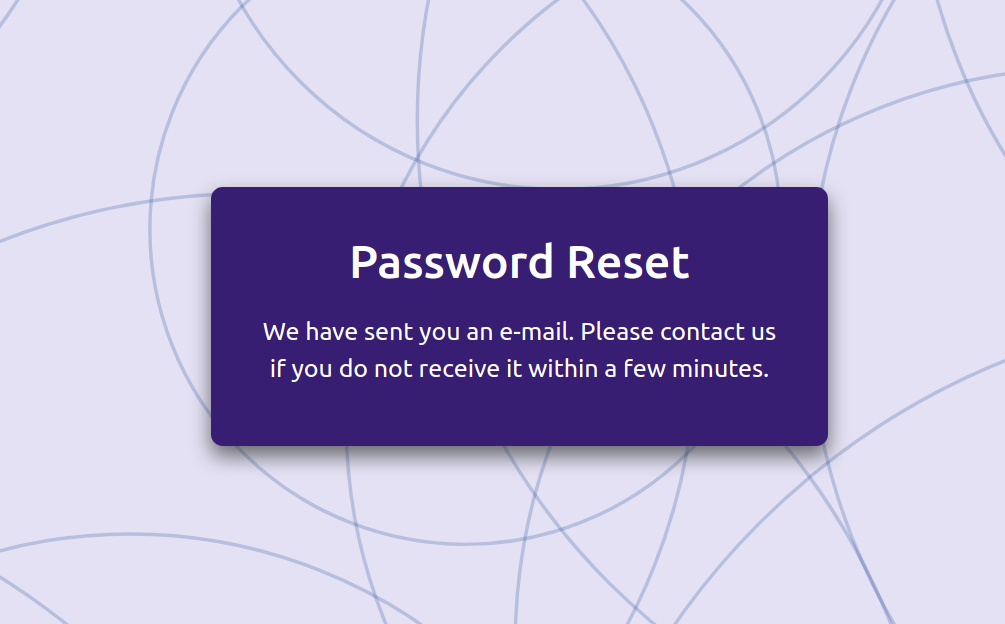 Password Reset
We have sent you an e-mail. Please contact us
if you do not receive it within a few minutes.